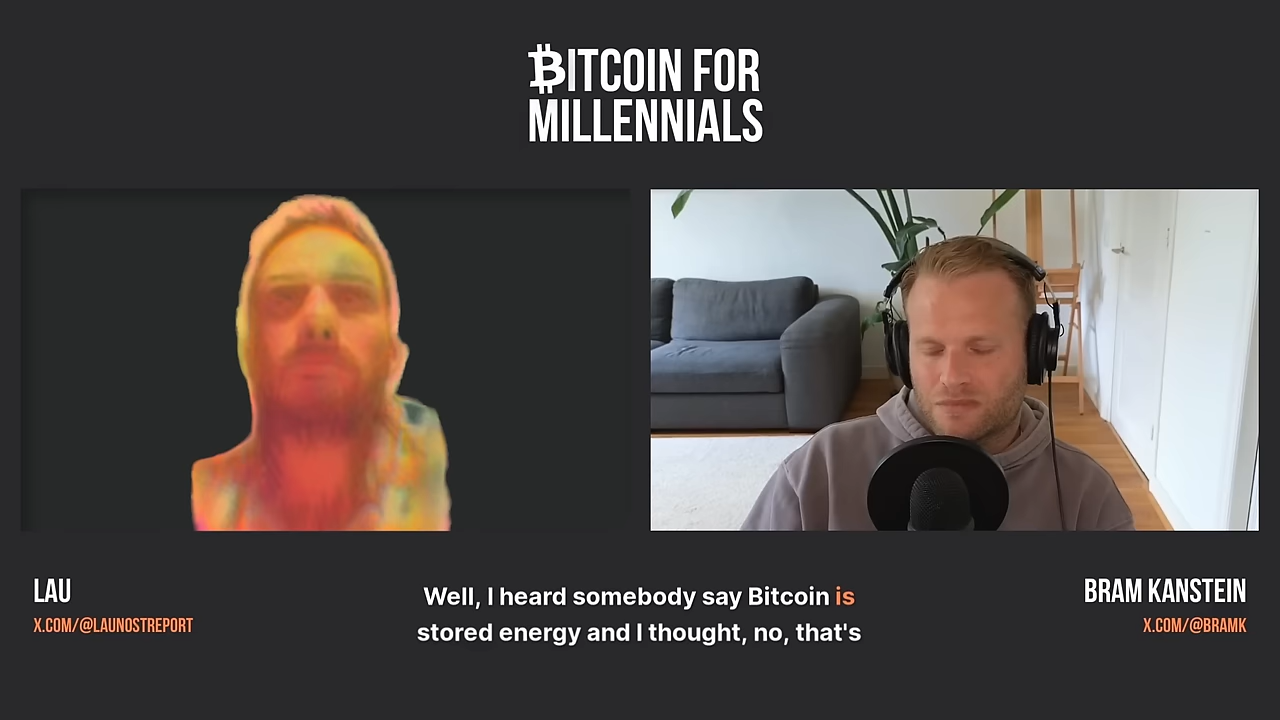 ₿ITCOIN FOR
MILLENNIALS
LAU
X.COM/@LAUNOSTREPORT
Well, I heard somebody say Bitcoin is
stored energy and I thought, no, that's
BRAM KANSTEIN
X.COM/@BRAMK